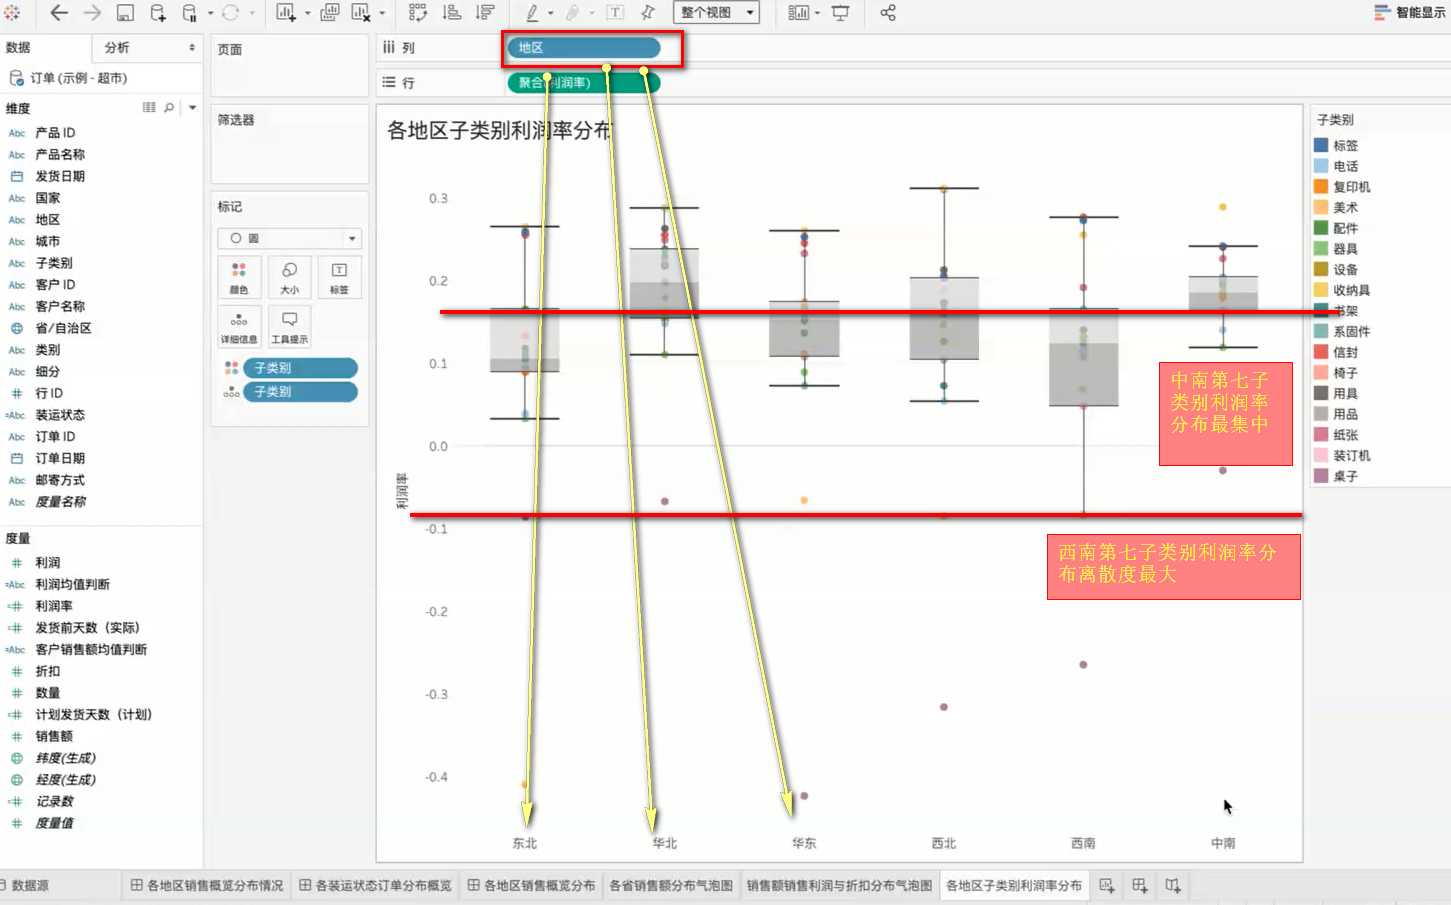 整个视图
智能显示
数据
分析
页面
列
地区
订单 (示例 - 超市)
行
聚合(利润率)
维度
Abc 产品 ID
Abc 产品名称
发货日期
Abc 国家
Abc 地区
Abc 城市
Abc 子类别
Abc 客户 ID
Abc 客户名称
省/自治区
Abc 类别
Abc 细分
# 行 ID
=Abc 装运状态
Abc 订单 ID
订单日期
Abc 邮寄方式
Abc 度量名称
度量
# 利润
=Abc 利润均值判断
=# 利润率
=# 发货前天数（实际）
=Abc 客户销售额均值判断
# 折扣
# 数量
=# 计划发货天数（计划）
# 销售额
纬度(生成)
经度(生成)
=# 记录数
# 度量值
筛选器
标记
圆
颜色
大小
标签
详细信息
工具提示
子类别
子类别
各地区子类别利润率分布
利润率
0.3
0.2
0.1
0.0
-0.1
-0.2
-0.3
-0.4
东北
华北
华东
西北
西南
中南
中南第七子
类别利润率
分布最集中
西南第七子类别利润率分
布离散度最大
子类别
标签
电话
复印机
美术
配件
器具
设备
收纳具
书架
系固件
信封
椅子
用具
用品
纸张
装订机
桌子
数据源
各地区销售概览分布情况
各装运状态订单分布概览
各地区销售概览分布
各省销售额分布气泡图
销售额销售利润与折扣分布气泡图
各地区子类别利润率分布